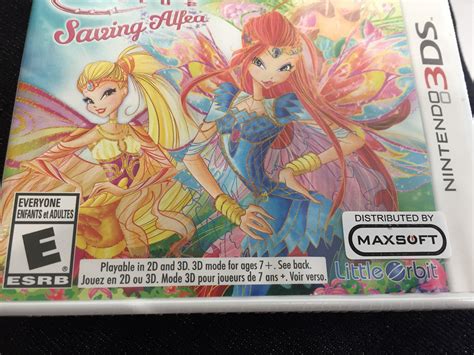 Saving Alfea
NINTENDO 3DS
EVERYONE
ENFANTS et ADULTES
E
ESRB
Playable in 2D and 3D. 3D mode for ages 7+. See back.
Jouez en 2D ou 3D. Mode 3D pour joueurs de 7 ans +. Voir verso.
DISTRIBUTED BY
MAXSOFT
Little Orbit